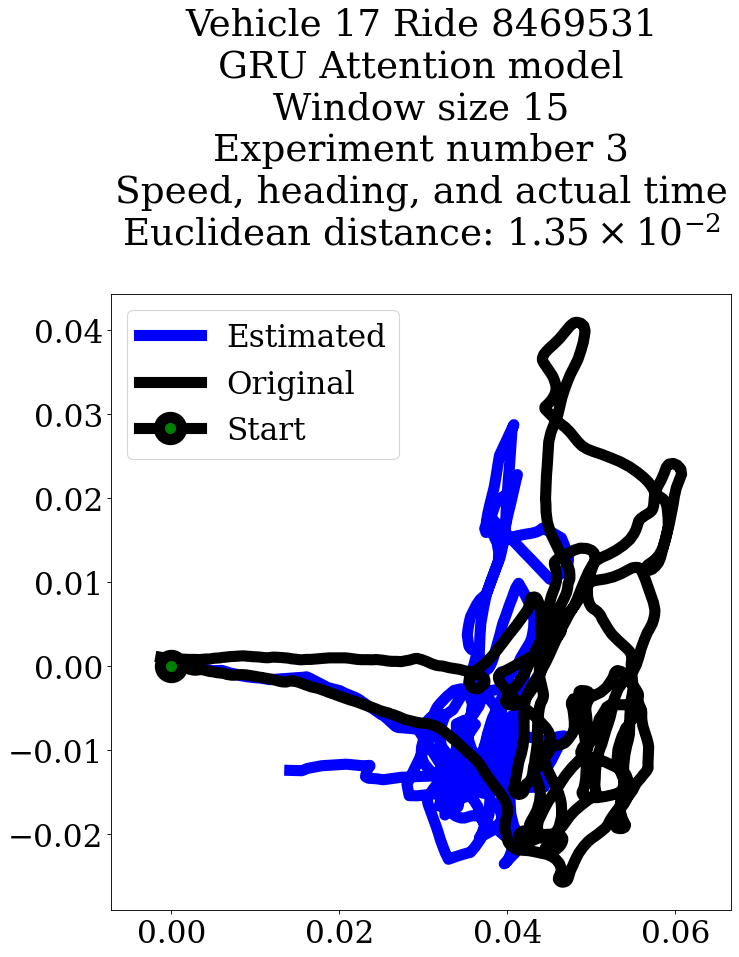 Vehicle 17 Ride 8469531
GRU Attention model
Window size 15
Experiment number 3
Speed, heading, and actual time
Euclidean distance: $1.35 \times 10^{-2}$
Estimated
Original
Start
0.04
0.03
0.02
0.01
0.00
−0.01
−0.02
0.00 0.02 0.04 0.06